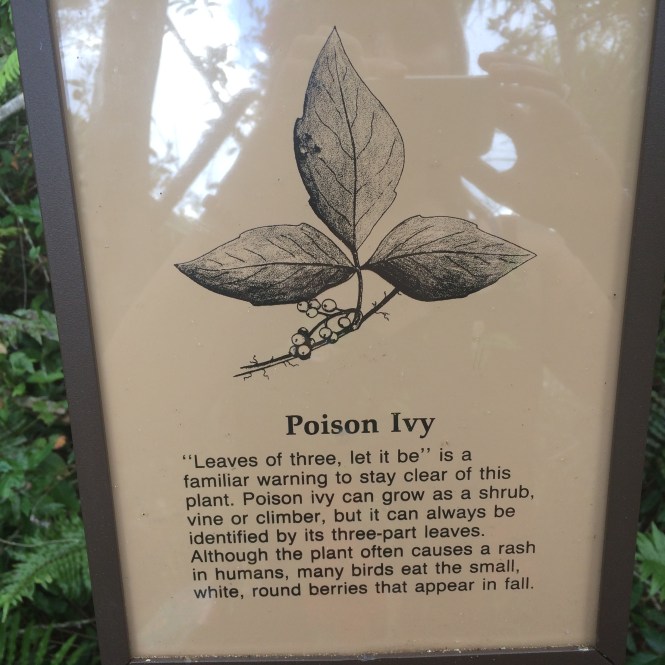 Poison Ivy
‘‘Leaves of three, let it be’’ is a
familiar warning to stay clear of this
plant. Poison ivy can grow as a shrub,
vine or climber, but it can always be
identified by its three-part leaves.
Although the plant often causes a rash
in humans, many birds eat the small,
white, round berries that appear in fall.